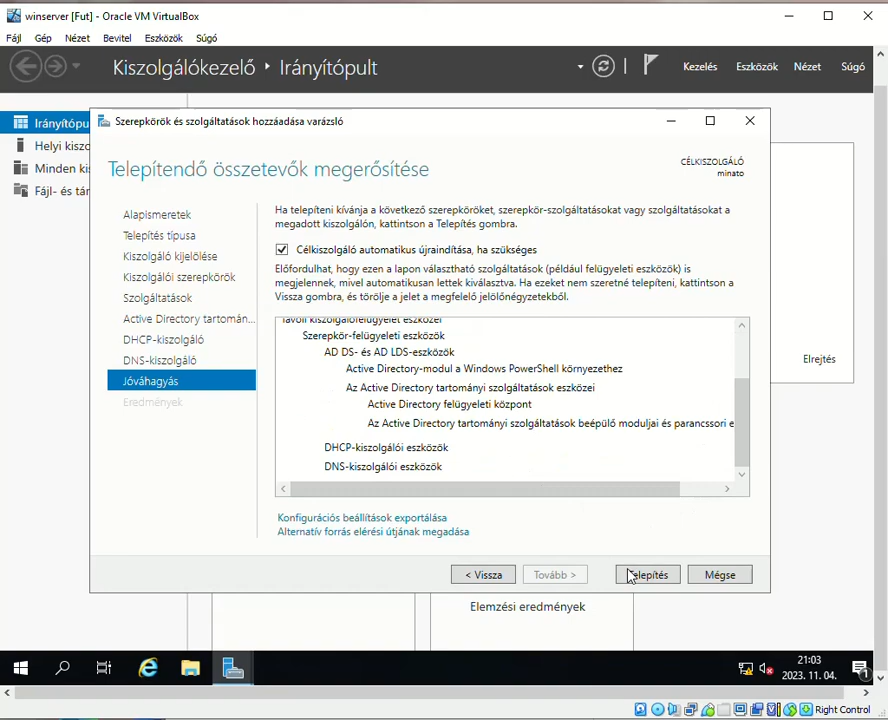 winserver [Fut] - Oracle VM VirtualBox
Fájl Gép Nézet Bevitel Eszközök Súgó
Kiszolgálókezelő Irányítópult
Kezelés Eszközök Nézet Súgó
Irányítópu
Helyi kiszo
Minden kis
Fájl- és tár
Szerepkörök és szolgáltatások hozzáadása varázsló
Telepítendő összetevők megerősítése
CÉLKISZOLGÁLÓ
minato
Alapismeretek
Telepítés típusa
Kiszolgáló kijelölése
Kiszolgálói szerepkörök
Szolgáltatások
Active Directory tartomán...
DHCP-kiszolgáló
DNS-kiszolgáló
Jóváhagyás
Eredmények
Ha telepíteni kívánja a következő szerepköröket, szerepkör-szolgáltatásokat vagy szolgáltatásokat a
megadott kiszolgálón, kattintson a Telepítés gombra.
Célkiszolgáló automatikus újraindítása, ha szükséges
Előfordulhat, hogy ezen a lapon választható szolgáltatások (például felügyeleti eszközök) is
megjelennek, mivel automatikusan lettek kiválasztva. Ha ezeket nem szeretné telepíteni, kattintson a
Vissza gombra, és törölje a jelet a megfelelő jelölőnégyzetekből.
Távoli kiszolgálófelügyelet eszközei
Szerepkör-felügyeleti eszközök
AD DS- és AD LDS-eszközök
Active Directory-modul a Windows PowerShell környezethez
Az Active Directory tartományi szolgáltatások eszközei
Active Directory felügyeleti központ
Az Active Directory tartományi szolgáltatások beépülő moduljai és parancssori e
DHCP-kiszolgálói eszközök
DNS-kiszolgálói eszközök
Konfigurációs beállítások exportálása
Alternatív forrás elérési útjának megadása
< Vissza Tovább > Telepítés Mégse
Elrejtés
Elemzési eredmények
21:03
2023. 11. 04.
1
Right Control